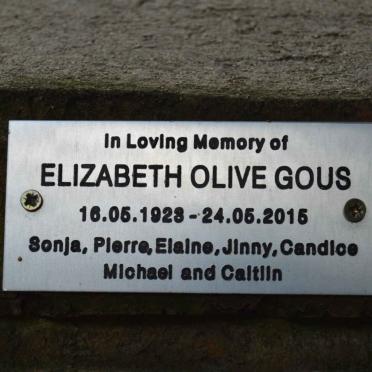 In Loving Memory of
ELIZABETH OLIVE GOUS
16.05.1923 - 24.05.2015
Sonja, Pierre, Elaine, Jinny, Candice
Michael and Caitlin